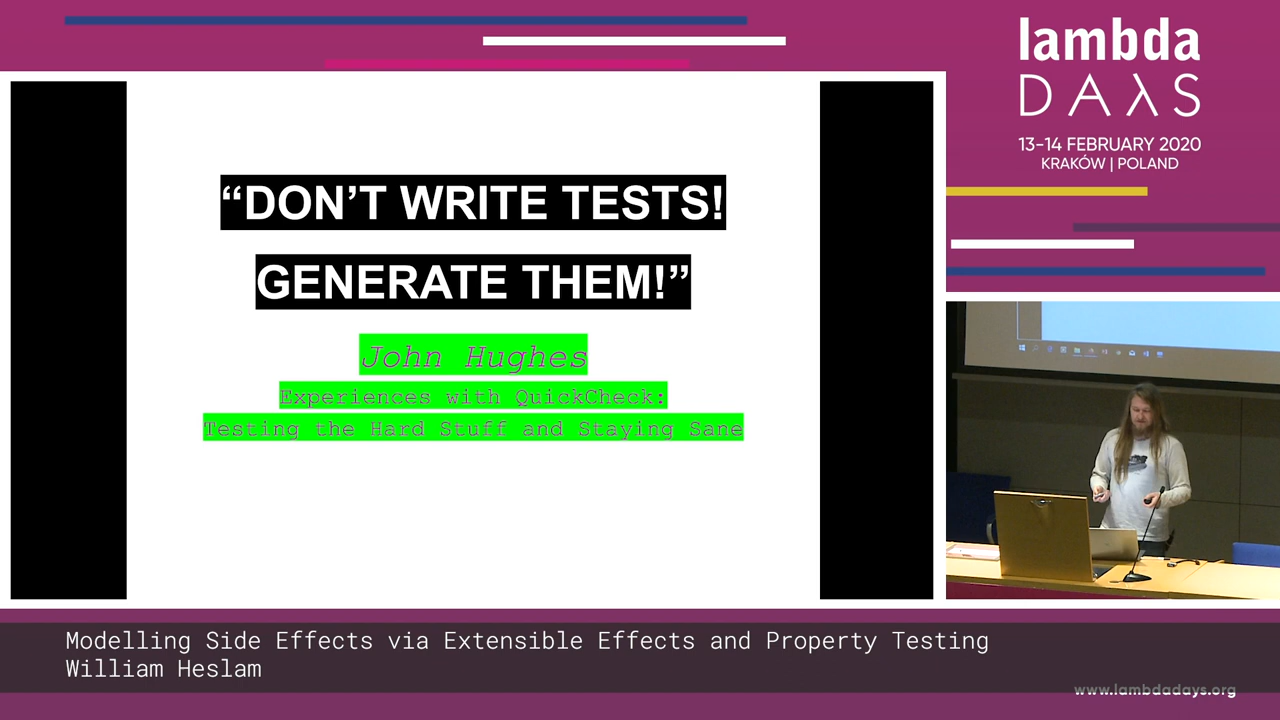 lambda
DAλS
13-14 FEBRUARY 2020
KRAKÓW | POLAND
“DON’T WRITE TESTS!
GENERATE THEM!”
John Hughes
Experiences with QuickCheck:
Testing the Hard Stuff and Staying Sane
Modelling Side Effects via Extensible Effects and Property Testing
William Heslam
www.lambdadays.org